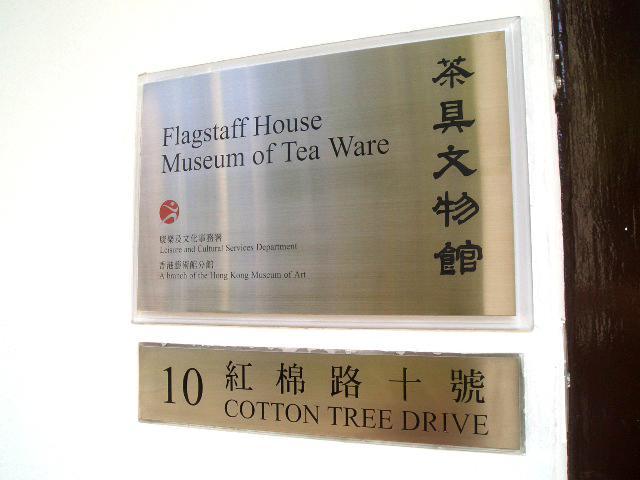 Flagstaff House
Museum of Tea Ware
茶具文物館
康樂及文化事務署
Leisure and Cultural Services Department
香港藝術館分館
A branch of the Hong Kong Museum of Art
10 紅棉路十號
COTTON TREE DRIVE